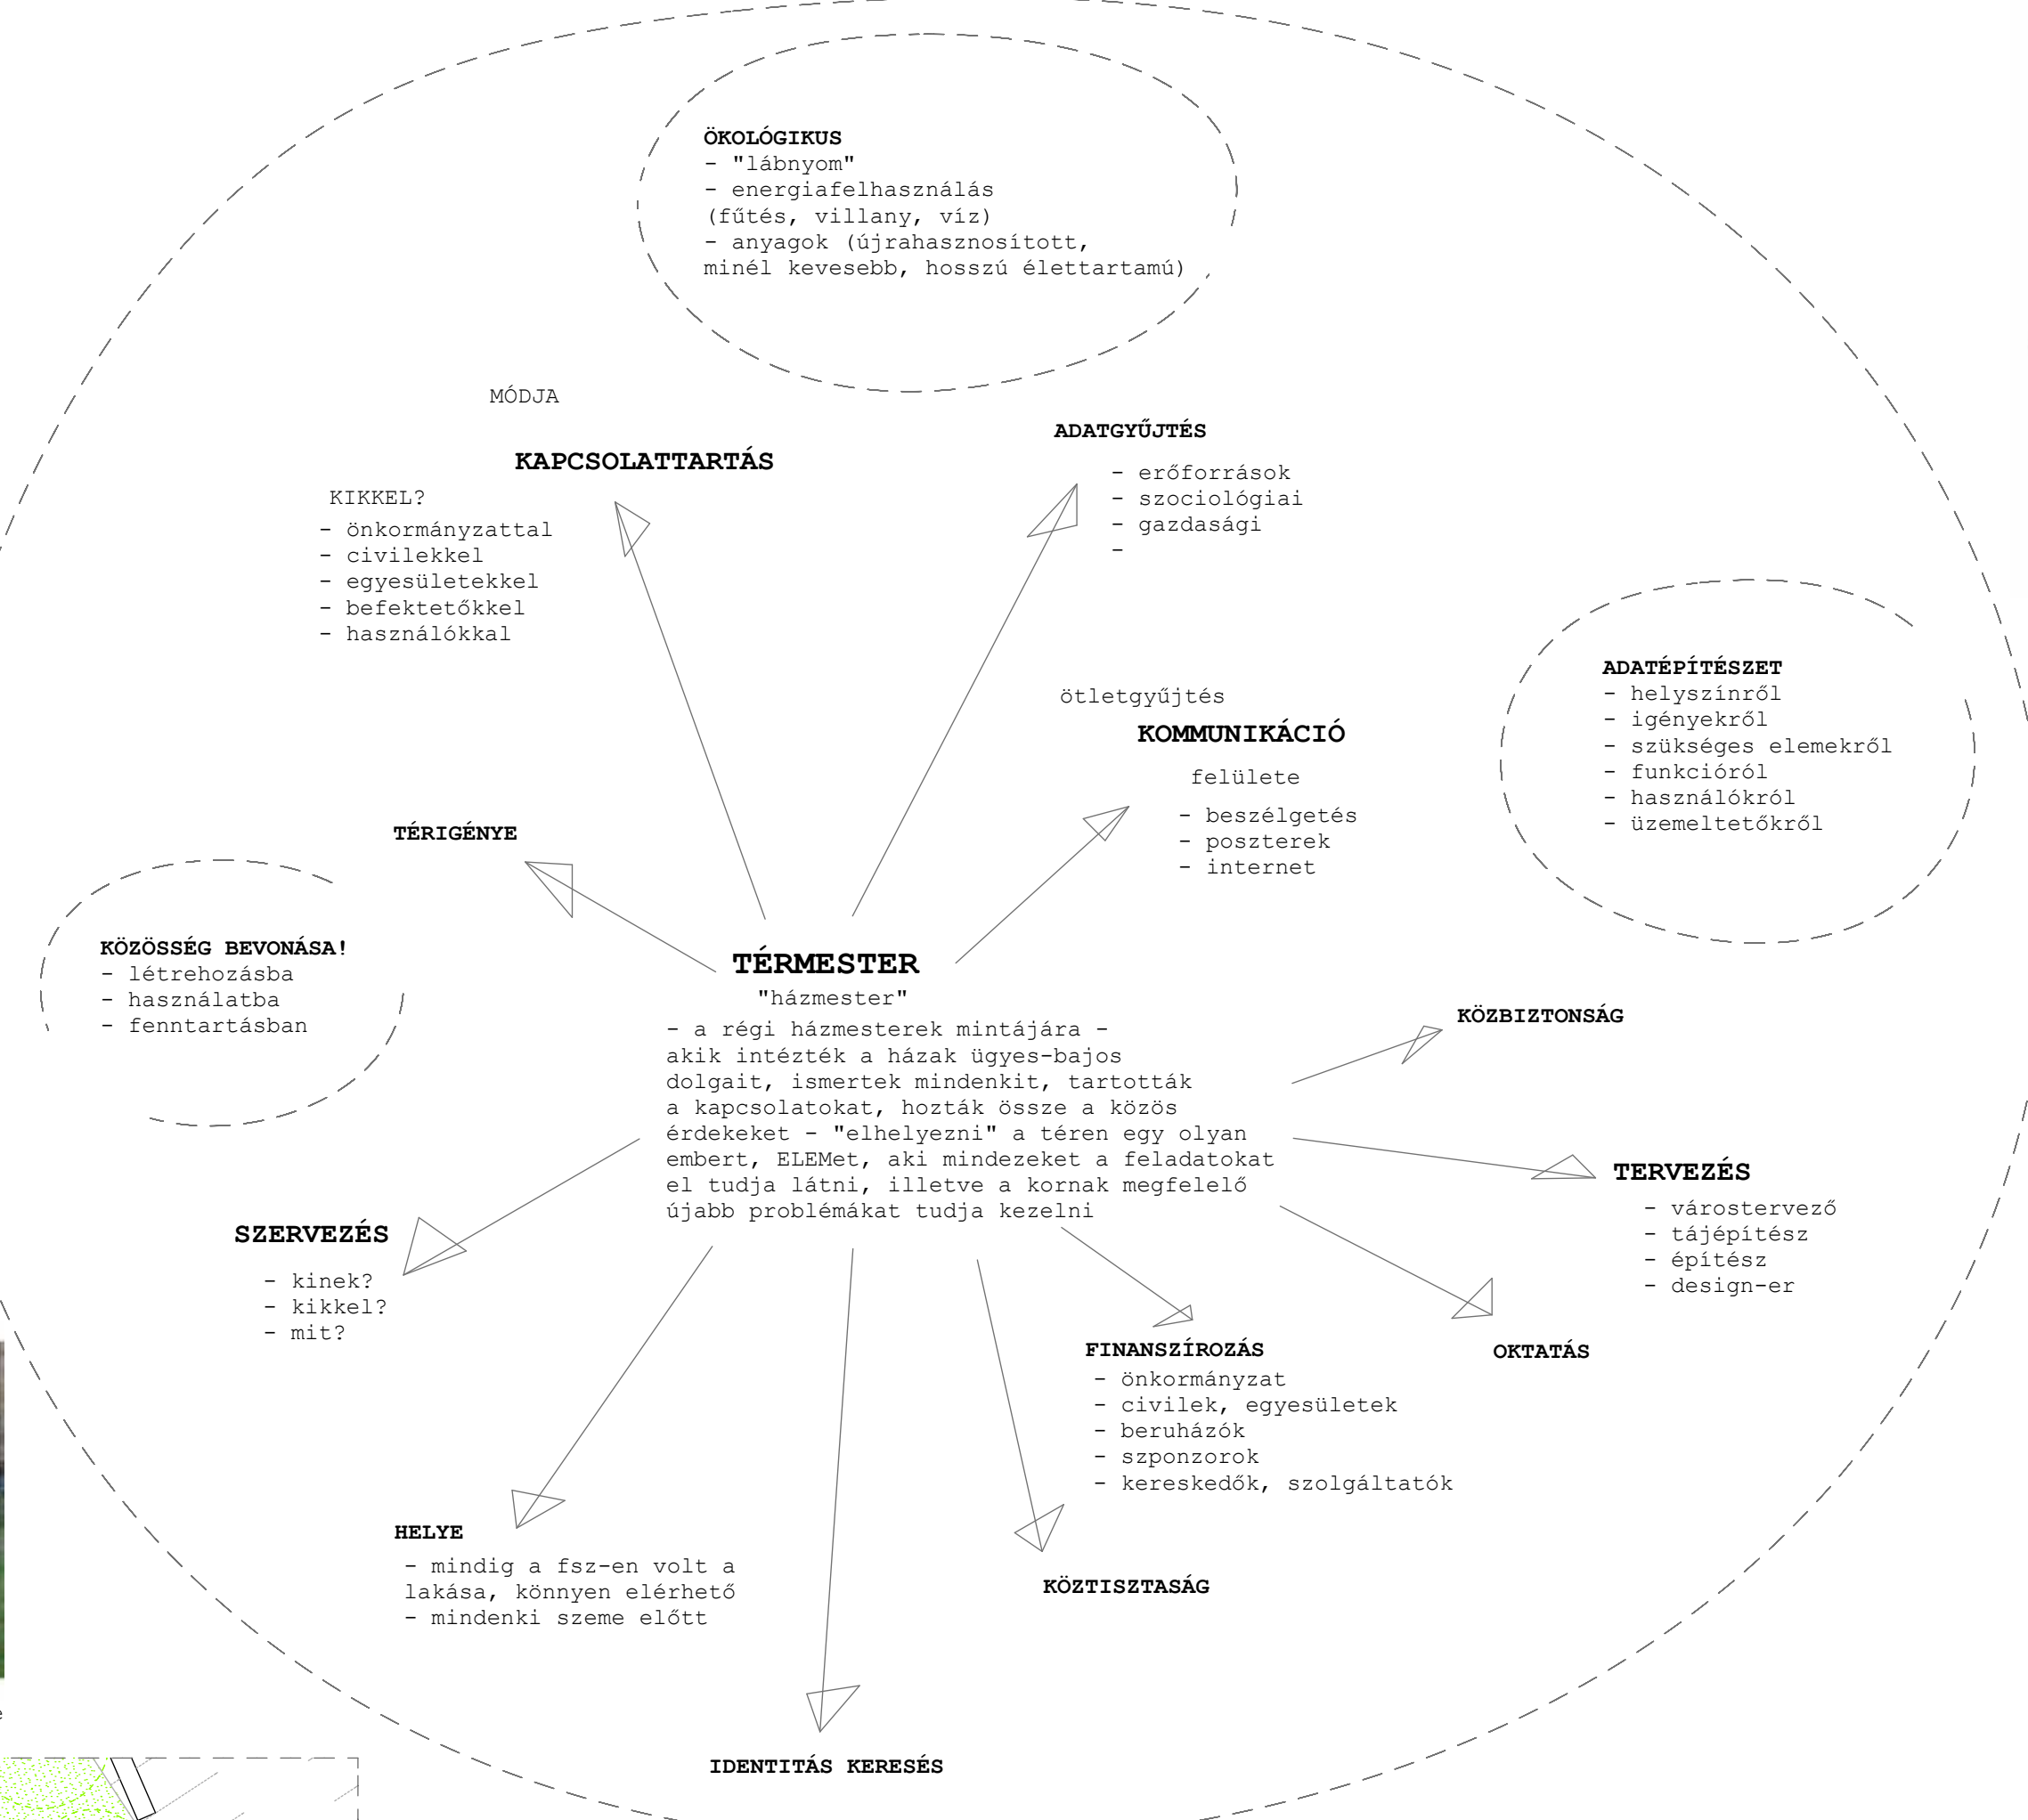 ÖKOLÓGIKUS
- "lábnyom"
- energiafelhasználás
(fűtés, villany, víz)
- anyagok (újrahasznosított,
minél kevesebb, hosszú élettartamú)
MÓDJA
KAPCSOLATTARTÁS
KIKKEL?
- önkormányzattal
- civilekkel
- egyesületekkel
- befektetőkkel
- használókkal
ADATGYŰJTÉS
- erőforrások
- szociológiai
- gazdasági
-
ötletgyűjtés
KOMMUNIKÁCIÓ
felülete
- beszélgetés
- poszterek
- internet
ADATÉPÍTÉSZET
- helyszínről
- igényekről
- szükséges elemekről
- funkcióról
- használókról
- üzemeltetőkről
TÉRIGÉNYE
KÖZÖSSÉG BEVONÁSA!
- létrehozásba
- használatba
- fenntartásban
TÉRMESTER
"házmester"
- a régi házmesterek mintájára -
akik intézték a házak ügyes-bajos
dolgait, ismertek mindenkit, tartották
a kapcsolatokat, hozták össze a közös
érdekeket - "elhelyezni" a téren egy olyan
embert, ELEMet, aki mindezeket a feladatokat
el tudja látni, illetve a kornak megfelelő
újabb problémákat tudja kezelni
KÖZBIZTONSÁG
TERVEZÉS
- várostervező
- tájépítész
- építész
- design-er
SZERVEZÉS
- kinek?
- kikkel?
- mit?
FINANSZÍROZÁS
- önkormányzat
- civilek, egyesületek
- beruházók
- szponzorok
- kereskedők, szolgáltatók
OKTATÁS
HELYE
- mindig a fsz-en volt a
lakása, könnyen elérhető
- mindenki szeme előtt
KÖZTISZTASÁG
IDENTITÁS KERESÉS